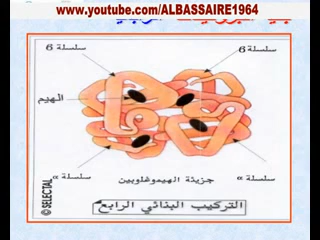 www.youtube.com/ALBASSAIRE1964
سلسلة β
سلسلة β
الهيم
سلسلة α
جزيئة الهيموغلوبين
سلسلة α
التركيب البنائي الرابع
© SELECTAL